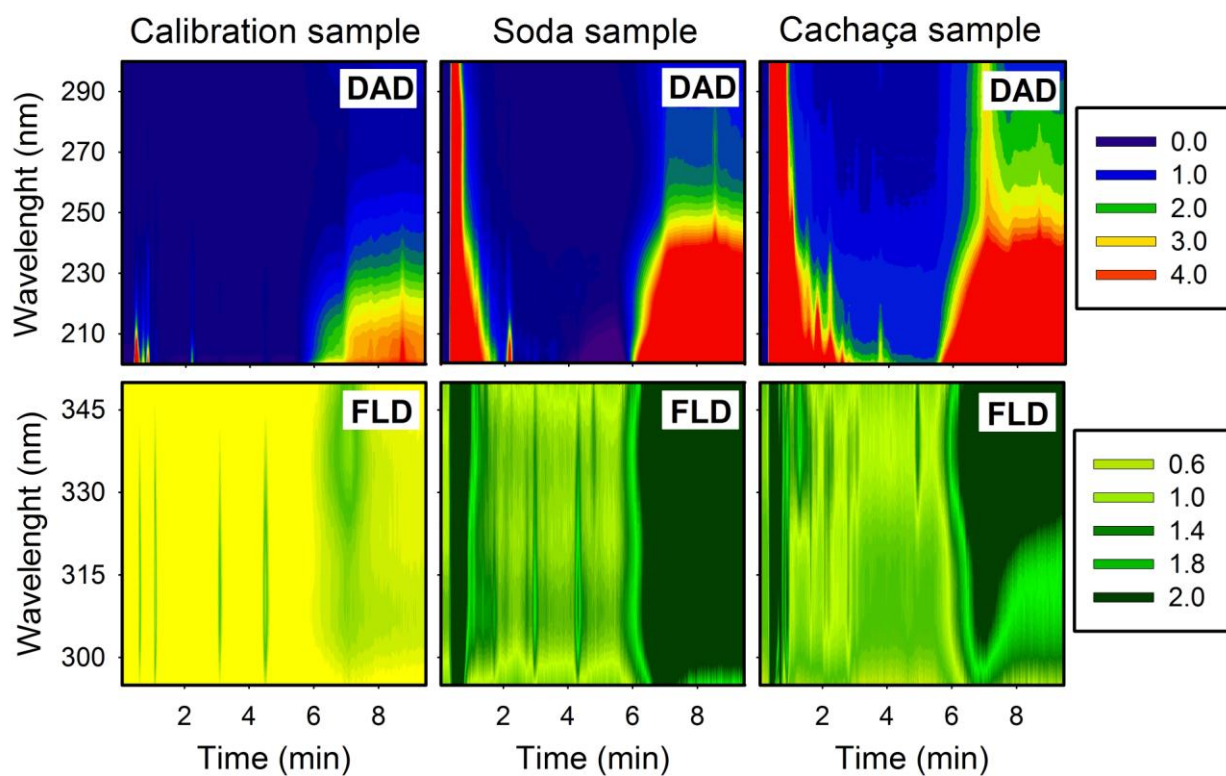 Calibration sample Soda sample Cachaça sample
Wavelenght (nm)
290
270
250
230
210
DAD DAD DAD
0.0
1.0
2.0
3.0
4.0
Wavelenght (nm)
345
330
315
300
FLD FLD FLD
0.6
1.0
1.4
1.8
2.0
2 4 6 8 2 4 6 8 2 4 6 8
Time (min) Time (min) Time (min)